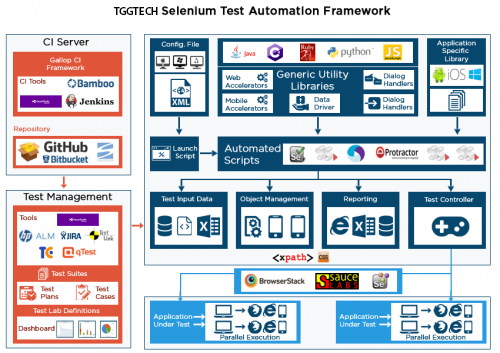 TGGTECH Selenium Test Automation Framework
CI Server
Gallop CI
Framework
CI Tools
Bamboo
Jenkins
Repository
GitHub
Bitbucket
Test Management
Tools
hp ALM
JIRA
Test
Link
TC
qTest
Test Suites
Test
Plans
Test
Cases
Test Lab Definitions
Dashboard
Config. File
XML
Java
C#
Ruby
python
JS
Generic Utility
Libraries
Web
Accelerators
Mobile
Accelerators
Data
Driver
Dialog
Handlers
Dialog
Handlers
Application
Specific
Library
iOS
Launch
Script
Automated
Scripts
Se
Protractor
Test Input Data
Object Management
Reporting
Test Controller
<xpath>
CSS
BrowserStack
SAUCE
LABS
Se
Application
Under Test
Parallel Execution
Application
Under Test
Parallel Execution